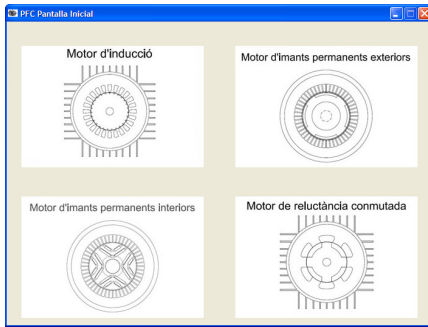 PFC Pantalla Inicial
Motor d'inducció
Motor d'imants permanents exteriors
Motor d'imants permanents interiors
Motor de reluctància conmutada